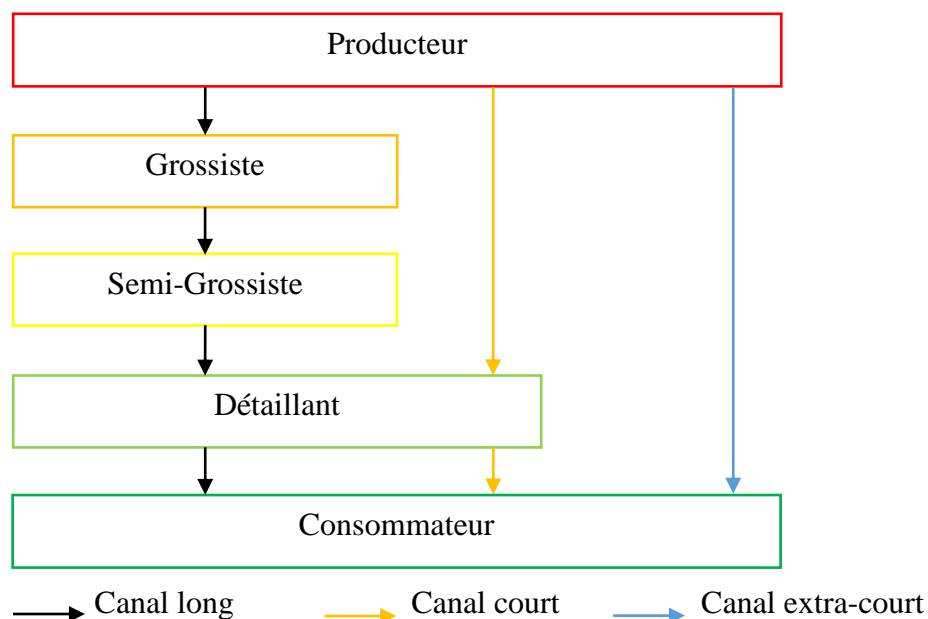 Producteur
Grossiste
Semi-Grossiste
Détaillant
Consommateur
Canal long
Canal court
Canal extra-court